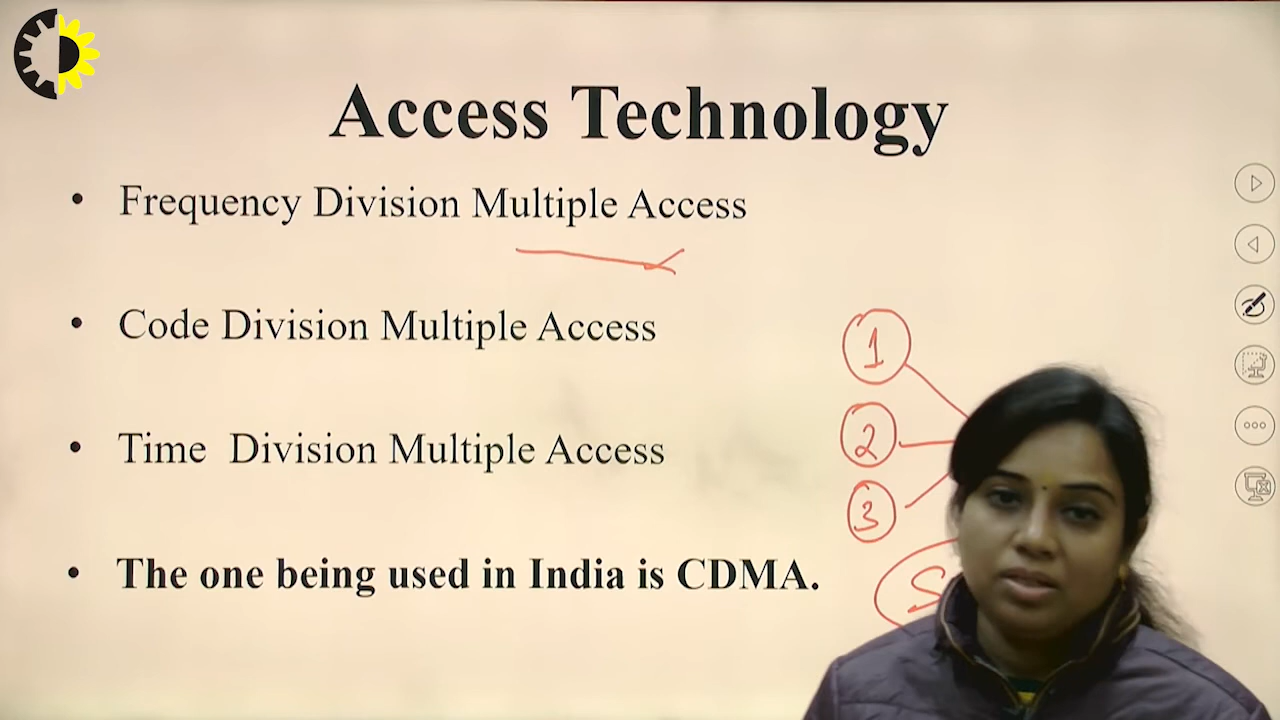 Access Technology
• Frequency Division Multiple Access
• Code Division Multiple Access
• Time Division Multiple Access
• The one being used in India is CDMA.
1
2
3
S